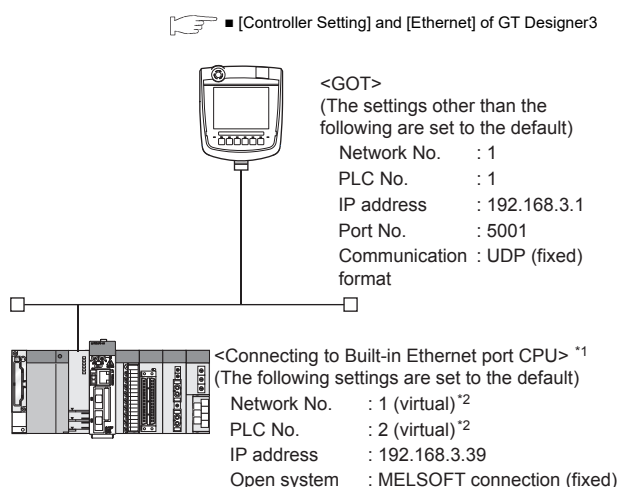 ■ [Controller Setting] and [Ethernet] of GT Designer3
<GOT>
(The settings other than the
following are set to the default)
Network No. : 1
PLC No. : 1
IP address : 192.168.3.1
Port No. : 5001
Communication : UDP (fixed)
format
<Connecting to Built-in Ethernet port CPU> *1
(The following settings are set to the default)
Network No. : 1 (virtual)*2
PLC No. : 2 (virtual)*2
IP address : 192.168.3.39
Open system : MELSOFT connection (fixed)